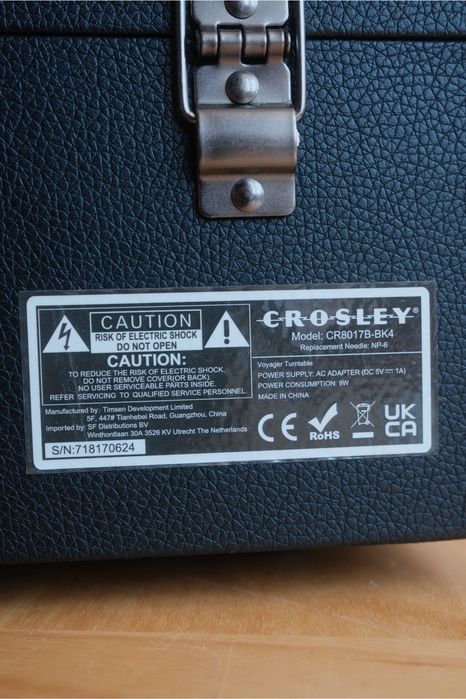 CAUTION
RISK OF ELECTRIC SHOCK
DO NOT OPEN
CAUTION:
TO REDUCE THE RISK OF ELECTRIC SHOCK,
DO NOT REMOVE COVER(OR BACK)
NO USER SERVICEABLE PARTS INSIDE.
REFER SERVICING TO QUALIFIED SERVICE PERSONNEL.
Manufactured by: Timsen Development Limited
5F, 447# Tianhebei Road, Guangzhou, China
Imported by: SF Distributions BV
Winthontlaan 30A 3526 KV Utrecht The Netherlands
S/N:718170624
CROSLEY®
Model: CR8017B-BK4
Replacement Needle: NP-6
Voyager Turntable
POWER SUPPLY: AC ADAPTER (DC 5V⎓1A)
POWER CONSUMPTION: 9W
MADE IN CHINA
CE
RoHS
UK
CA